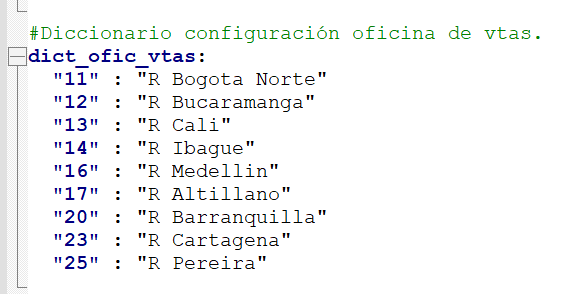 #Diccionario configuración oficina de vtas.
dict_ofic_vtas:
"11" : "R Bogota Norte"
"12" : "R Bucaramanga"
"13" : "R Cali"
"14" : "R Ibague"
"16" : "R Medellin"
"17" : "R Altillano"
"20" : "R Barranquilla"
"23" : "R Cartagena"
"25" : "R Pereira"